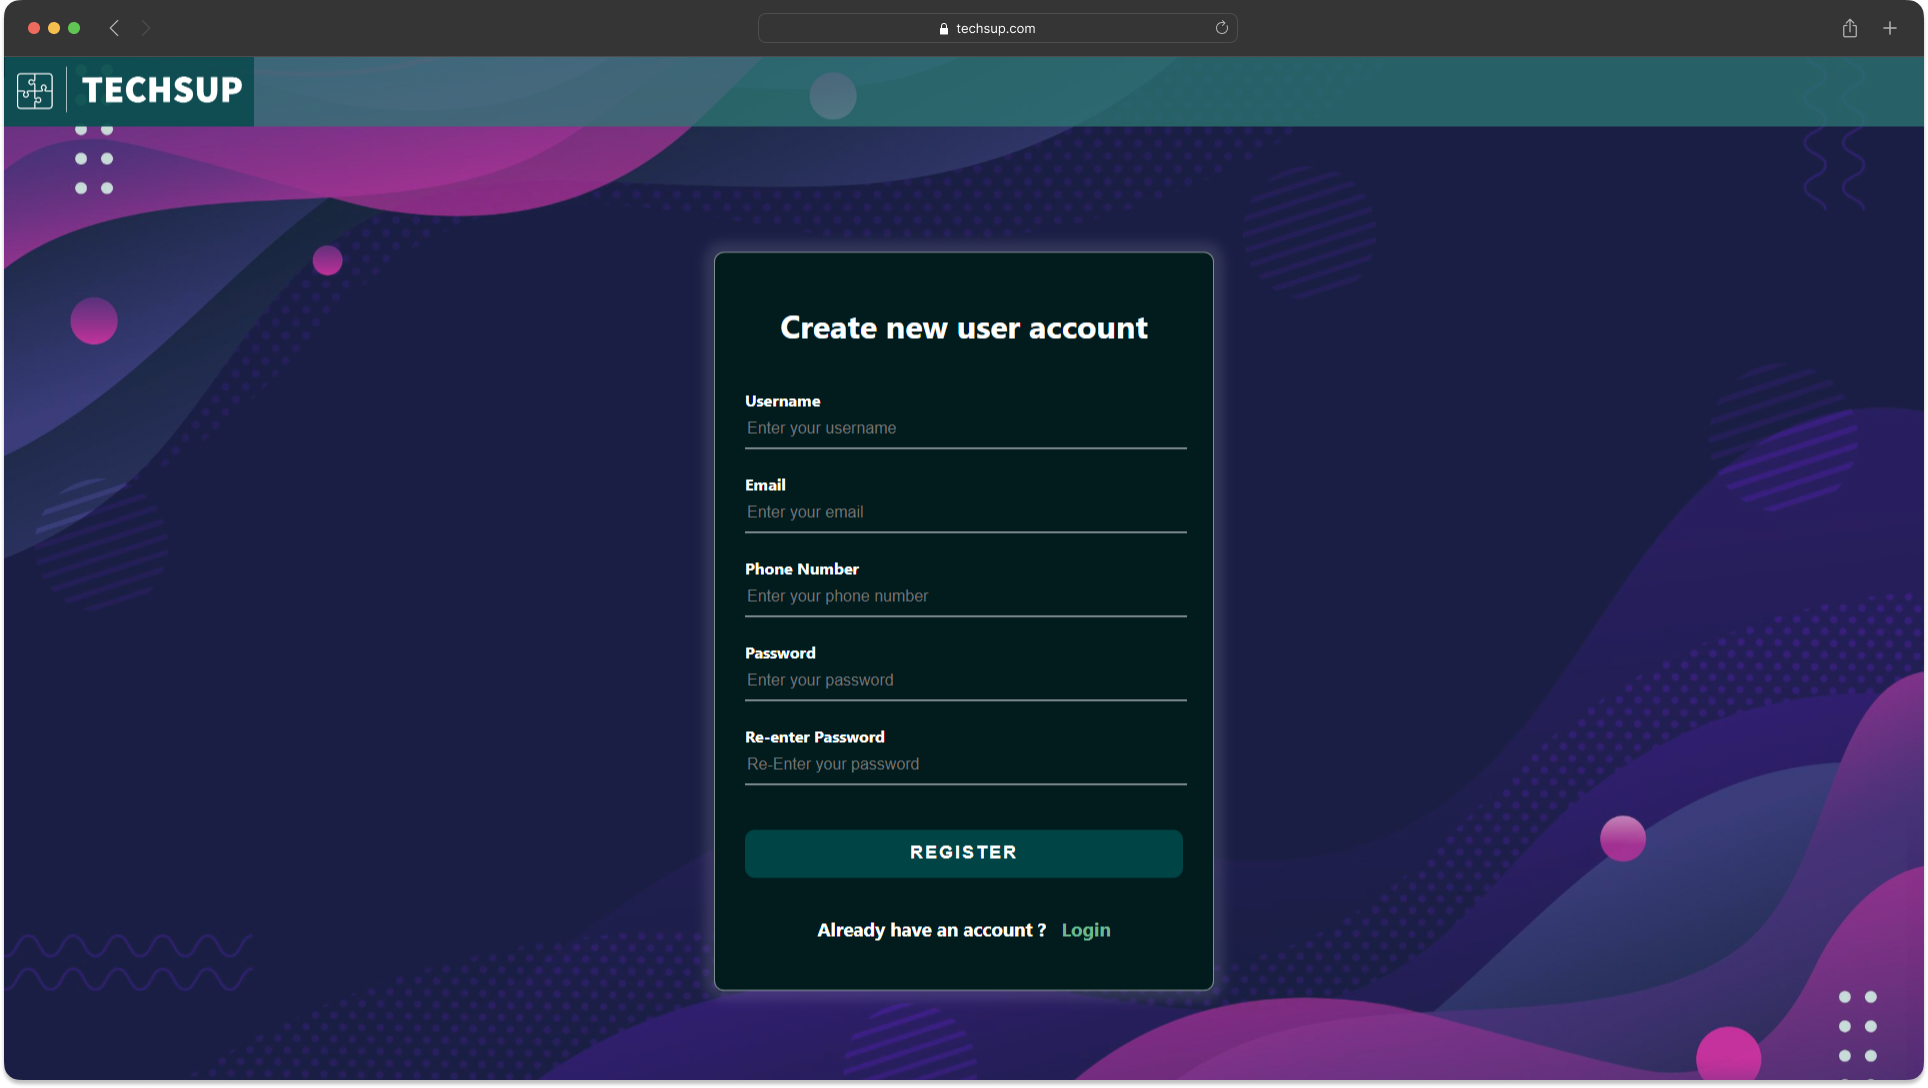 techsup.com
TECHSUP
Create new user account
Username
Enter your username
Email
Enter your email
Phone Number
Enter your phone number
Password
Enter your password
Re-enter Password
Re-Enter your password
REGISTER
Already have an account ? Login